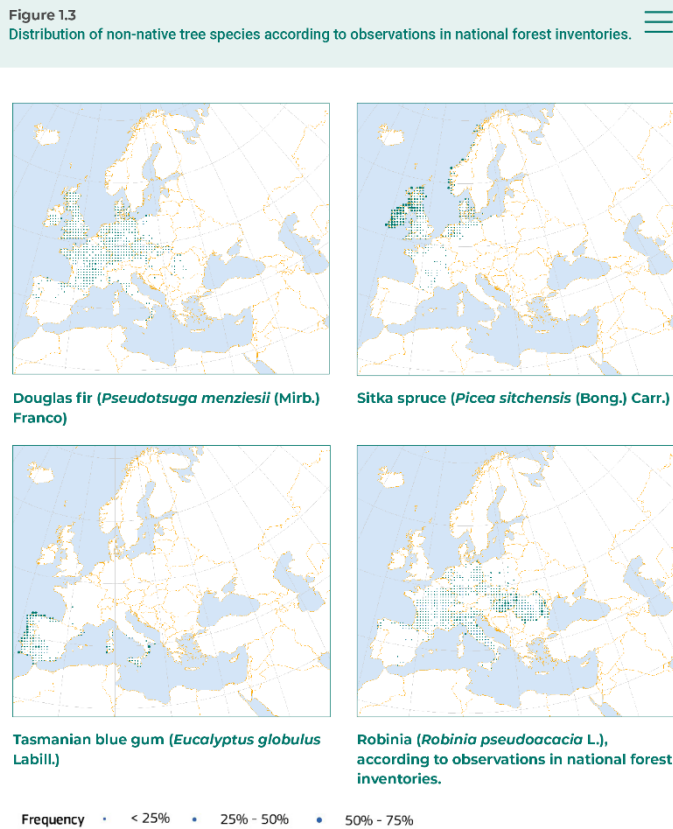 Figure 1.3
Distribution of non-native tree species according to observations in national forest inventories.
Douglas fir (Pseudotsuga menziesii (Mirb.)
Franco)
Sitka spruce (Picea sitchensis (Bong.) Carr.)
Tasmanian blue gum (Eucalyptus globulus
Labill.)
Robinia (Robinia pseudoacacia L.),
according to observations in national forest
inventories.
Frequency < 25% 25% - 50% 50% - 75%